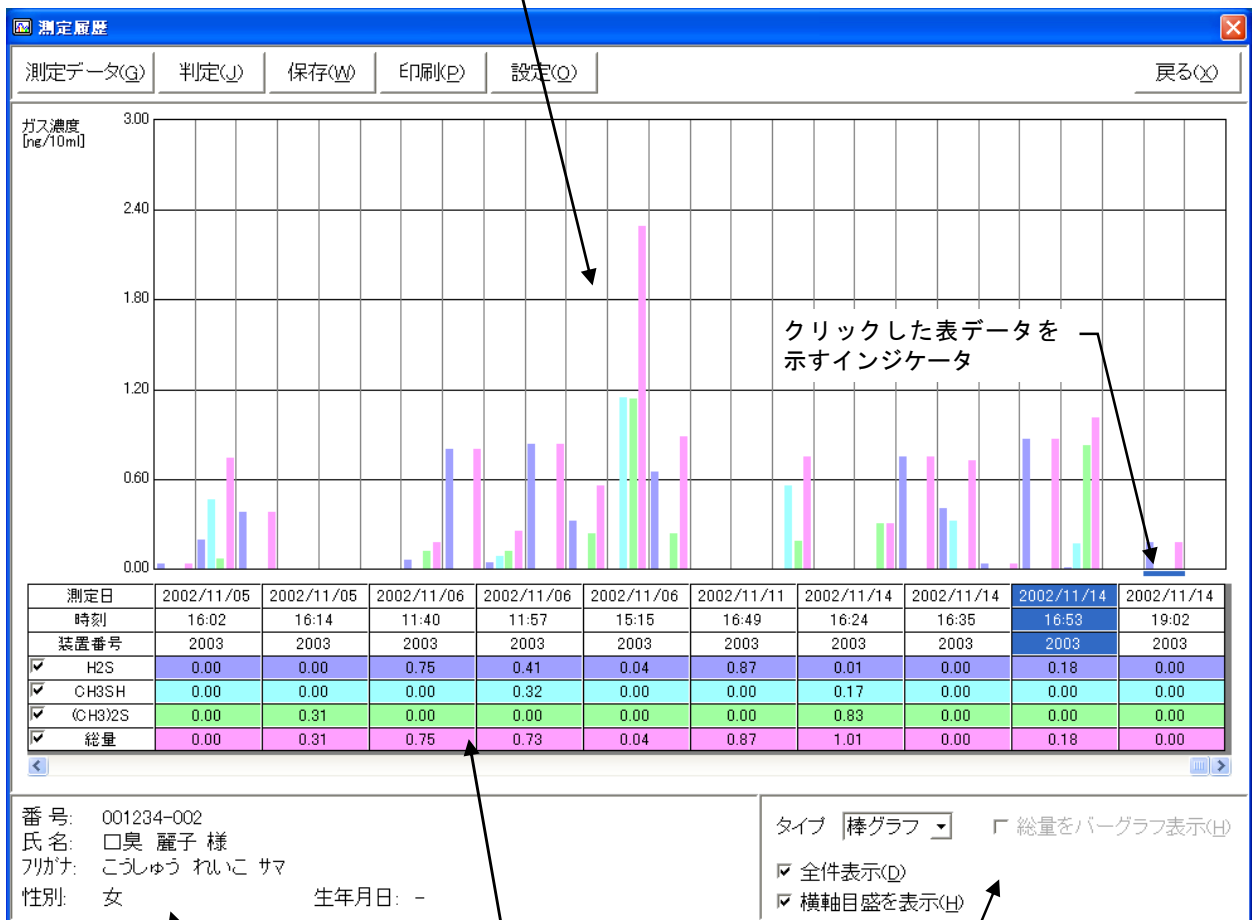 測定履歴
測定データ(G) 判定(J) 保存(W) 印刷(P) 設定(O) 戻る(X)
ガス濃度
[ng/10ml]
3.00
2.40
1.80
1.20
0.60
0.00
クリックした表データを
示すインジケータ
測定日 2002/11/05 2002/11/05 2002/11/06 2002/11/06 2002/11/06 2002/11/11 2002/11/14 2002/11/14 2002/11/14 2002/11/14
時刻 16:02 16:14 11:40 11:57 15:15 16:49 16:24 16:35 16:53 19:02
装置番号 2003 2003 2003 2003 2003 2003 2003 2003 2003 2003
H2S 0.00 0.00 0.75 0.41 0.04 0.87 0.01 0.00 0.18 0.00
CH3SH 0.00 0.00 0.00 0.32 0.00 0.00 0.17 0.00 0.00 0.00
(CH3)2S 0.00 0.31 0.00 0.00 0.00 0.00 0.83 0.00 0.00 0.00
総量 0.00 0.31 0.75 0.73 0.04 0.87 1.01 0.00 0.18 0.00
番 号: 001234-002
氏 名: 口臭 麗子 様
フリガナ: こうしゅう れいこ サマ
性別: 女 生年月日: -
タイプ 棒グラフ 総量をバーグラフ表示(H)
全件表示(D)
横軸目盛を表示(H)